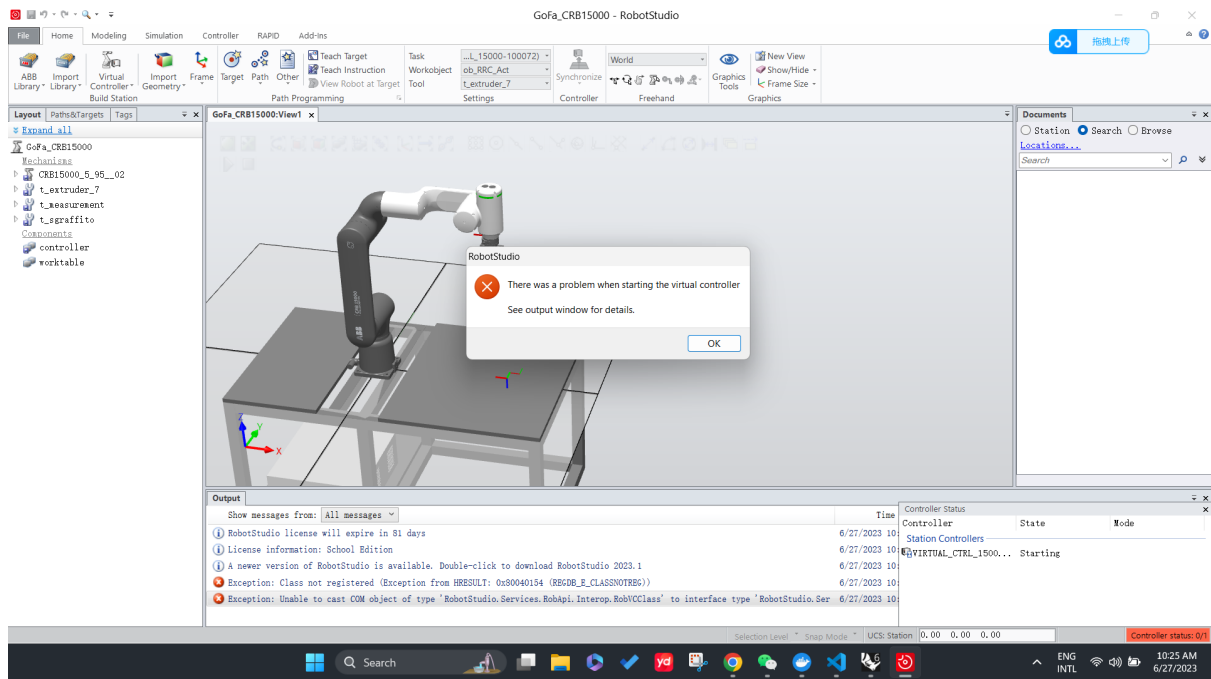 GoFa_CRB15000 - RobotStudio
File Home Modeling Simulation Controller RAPID Add-Ins
拖拽上传
ABB Library
Import Library
Virtual Controller
Import Geometry
Build Station
Frame
Target
Path
Other
Teach Target
Teach Instruction
View Robot at Target
Path Programming
Task ...L_15000-100072)
Workobject ob_RRC_Act
Tool t_extruder_7
Settings
Synchronize
Controller
World
Freehand
Graphics Tools
New View
Show/Hide
Frame Size
Graphics
Layout Paths&Targets Tags
Expand all
GoFa_CRB15000
Mechanisms
CRB15000_5_95__02
t_extruder_7
t_measurement
t_sgraffito
Components
controller
worktable
GoFa_CRB15000:View1
ABB
Z
Y
X
RobotStudio
There was a problem when starting the virtual controller
See output window for details.
OK
Documents
Station Search Browse
Locations...
Search
Output
Show messages from: All messages
Time
RobotStudio license will expire in 81 days 6/27/2023 10:
License information: School Edition 6/27/2023 10:
A newer version of RobotStudio is available. Double-click to download RobotStudio 2023.1 6/27/2023 10:
Exception: Class not registered (Exception from HRESULT: 0x80040154 (REGDB_E_CLASSNOTREG)) 6/27/2023 10:
Exception: Unable to cast COM object of type 'RobotStudio.Services.RobApi.Interop.RobVCClass' to interface type 'RobotStudio.Ser 6/27/2023 10:
Controller Status
Controller State Mode
Station Controllers
VIRTUAL_CTRL_1500... Starting
Selection Level Snap Mode UCS: Station 0.00 0.00 0.00 Controller status: 0/1
Search
yd
6
ENG
INTL
10:25 AM
6/27/2023